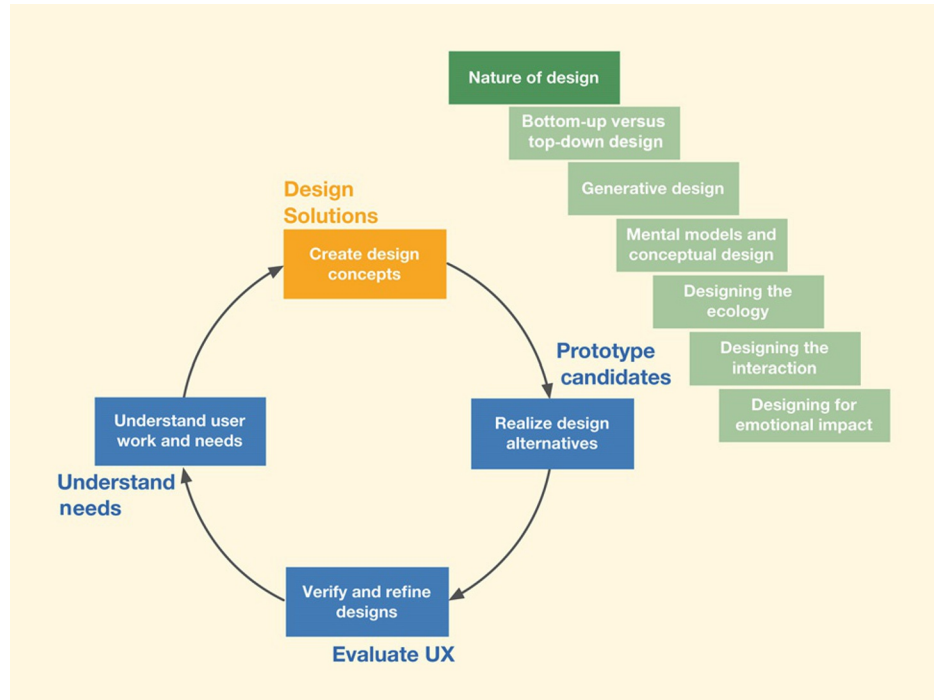 Nature of design
Bottom-up versus
top-down design
Generative design
Mental models and
conceptual design
Designing the
ecology
Designing the
interaction
Designing for
emotional impact
Design
Solutions
Create design
concepts
Prototype
candidates
Realize design
alternatives
Understand user
work and needs
Understand
needs
Verify and refine
designs
Evaluate UX